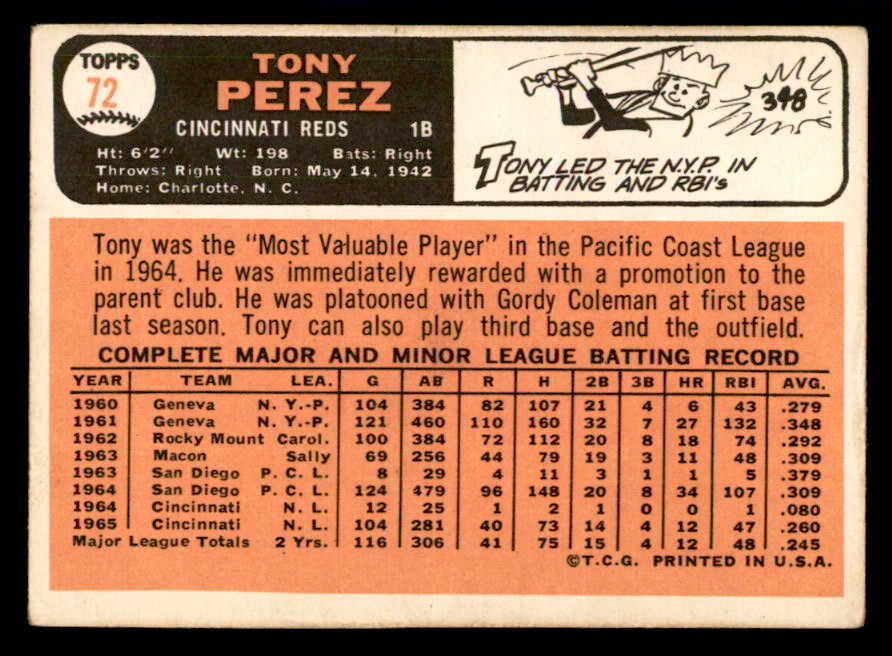 TOPPS
72
TONY
PEREZ
CINCINNATI REDS 1B
Ht: 6'2" Wt: 198 Bats: Right
Throws: Right Born: May 14, 1942
Home: Charlotte, N. C.
348
TONY LED THE N.Y.P. IN
BATTING AND RBI's
Tony was the "Most Valuable Player" in the Pacific Coast League
in 1964. He was immediately rewarded with a promotion to the
parent club. He was platooned with Gordy Coleman at first base
last season. Tony can also play third base and the outfield.
COMPLETE MAJOR AND MINOR LEAGUE BATTING RECORD
YEAR TEAM LEA. G AB R H 2B 3B HR RBI AVG.
1960 Geneva N. Y.-P. 104 384 82 107 21 4 6 43 .279
1961 Geneva N. Y.-P. 121 460 110 160 32 7 27 132 .348
1962 Rocky Mount Carol. 100 384 72 112 20 8 18 74 .292
1963 Macon Sally 69 256 44 79 19 3 11 48 .309
1963 San Diego P. C. L. 8 29 4 11 3 1 1 5 .379
1964 San Diego P. C. L. 124 479 96 148 20 8 34 107 .309
1964 Cincinnati N. L. 12 25 1 2 1 0 0 1 .080
1965 Cincinnati N. L. 104 281 40 73 14 4 12 47 .260
Major League Totals 2 Yrs. 116 306 41 75 15 4 12 48 .245
©T.C.G. PRINTED IN U.S.A.